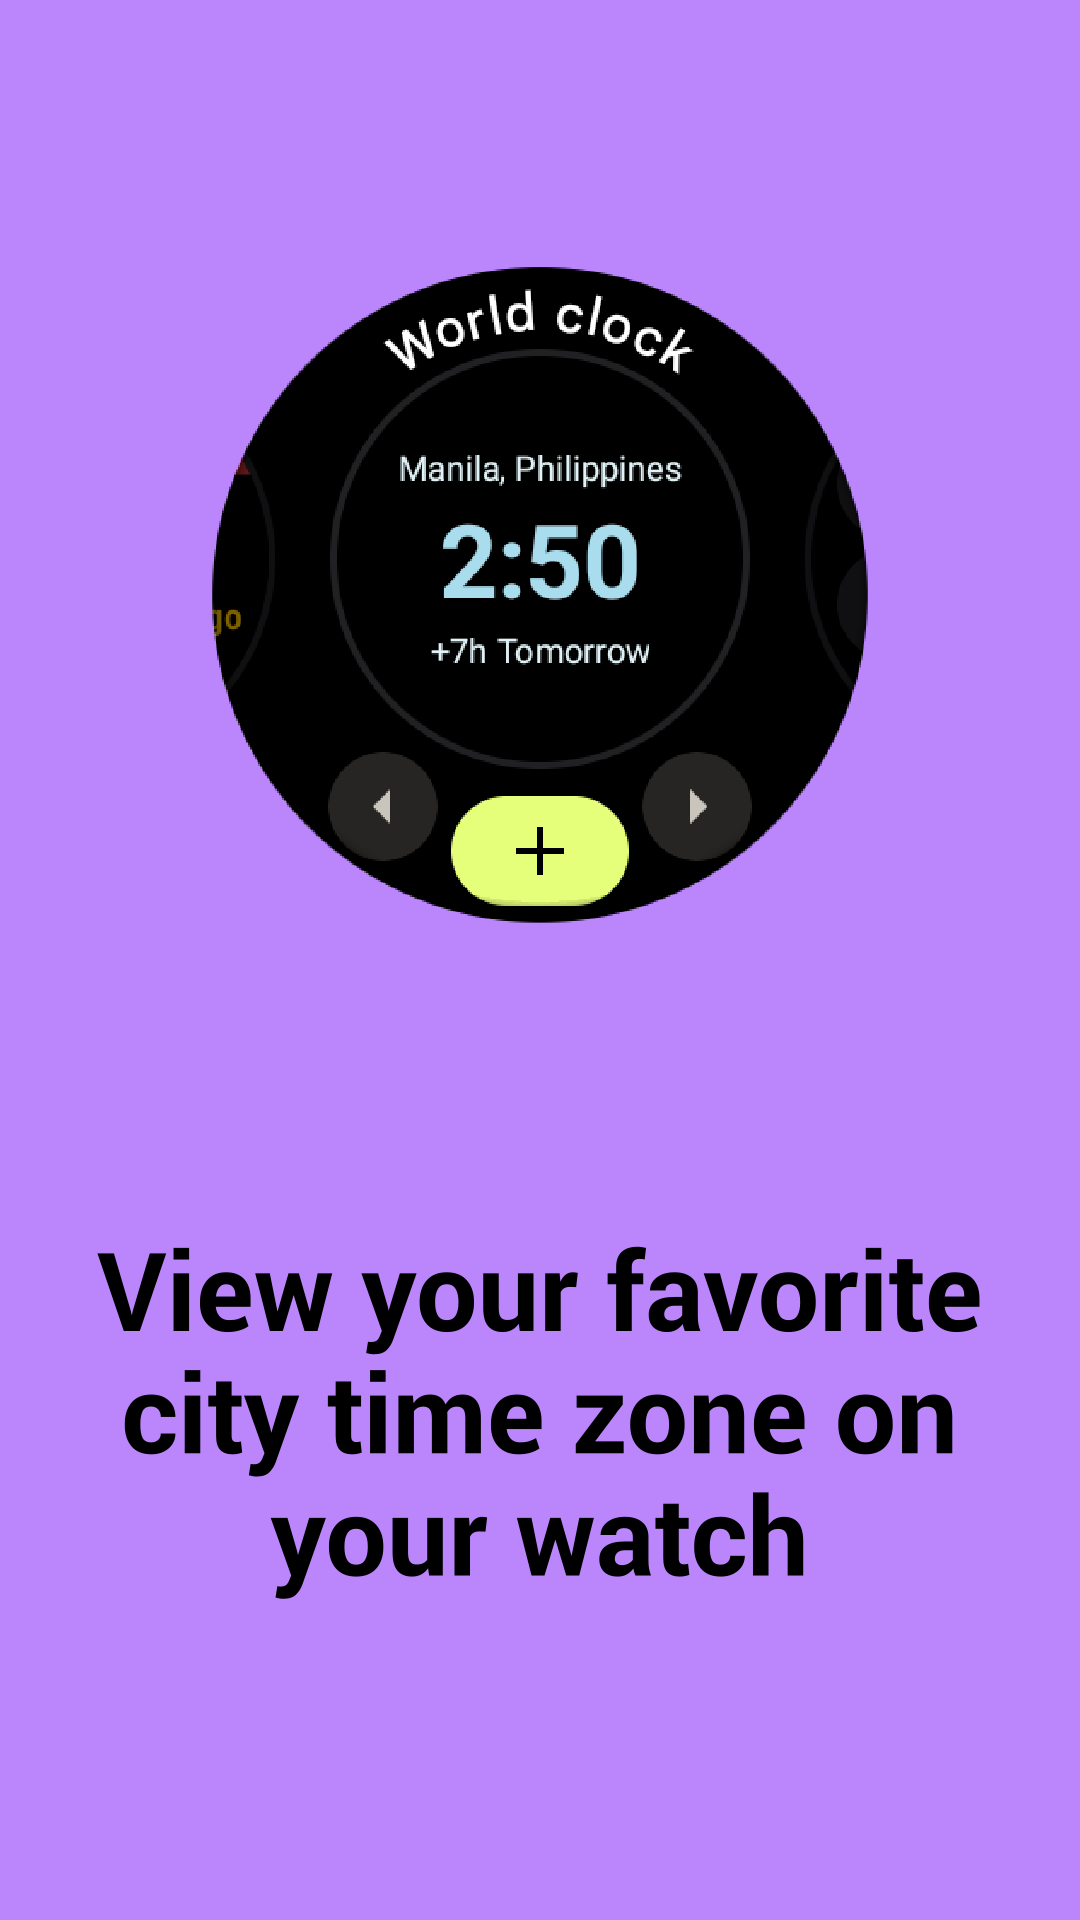 World clock
Manila, Philippines
2:50
+7h Tomorrow
go
View your favorite
city time zone on
your watch